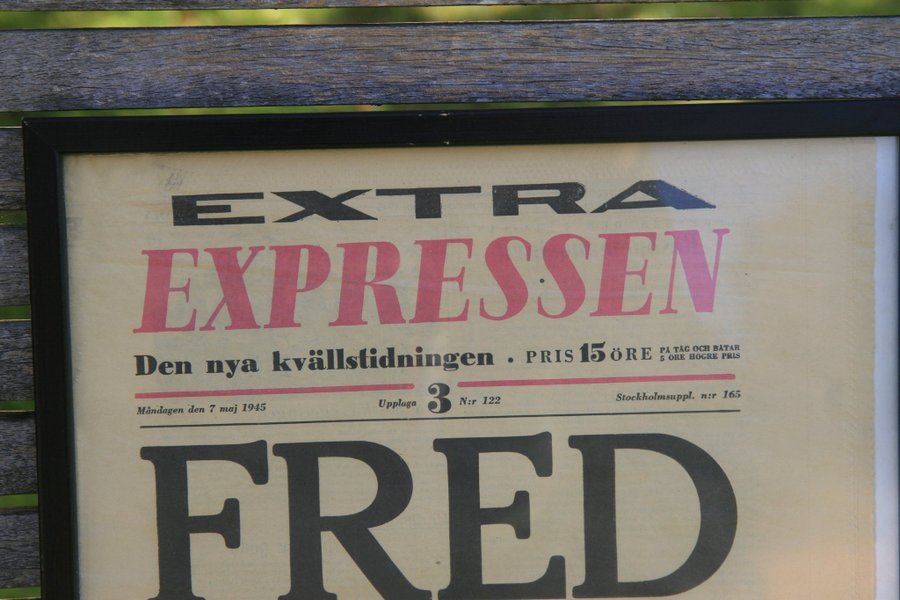 EXTRA
EXPRESSEN
Den nya kvällstidningen . PRIS 15 ÖRE PÅ TÅG OCH BÅTAR
5 ÖRE HÖGRE PRIS
Måndagen den 7 maj 1945 Upplaga 3 N:r 122 Stockholmsuppl. n:r 165
FRED